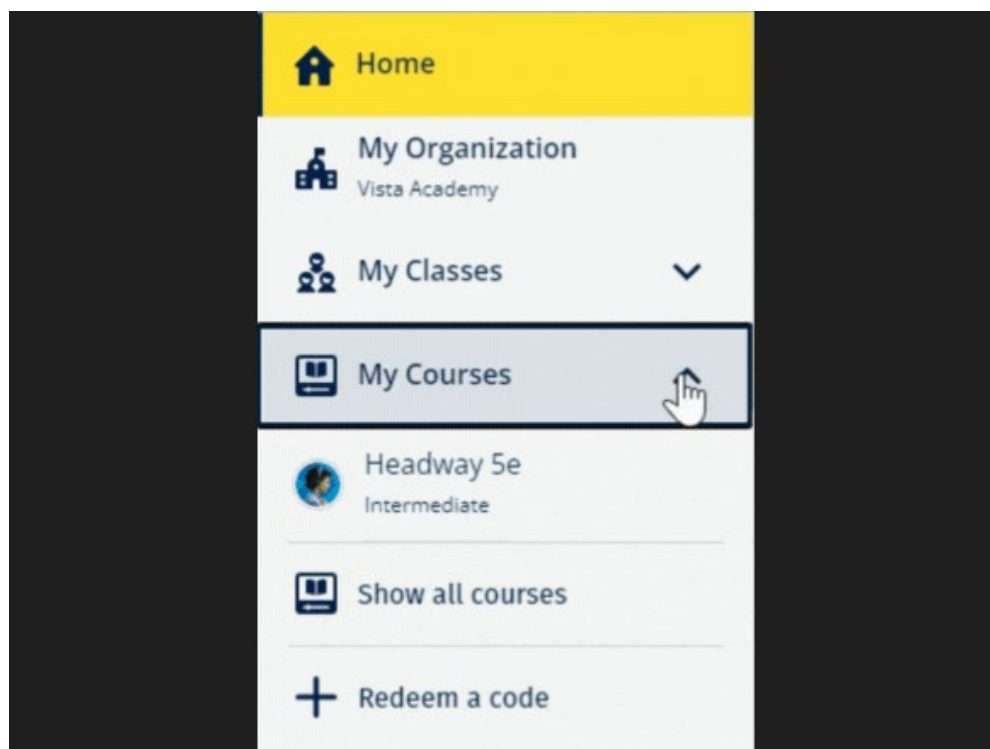 Home
My Organization
Vista Academy
My Classes
My Courses
Headway 5e
Intermediate
Show all courses
Redeem a code